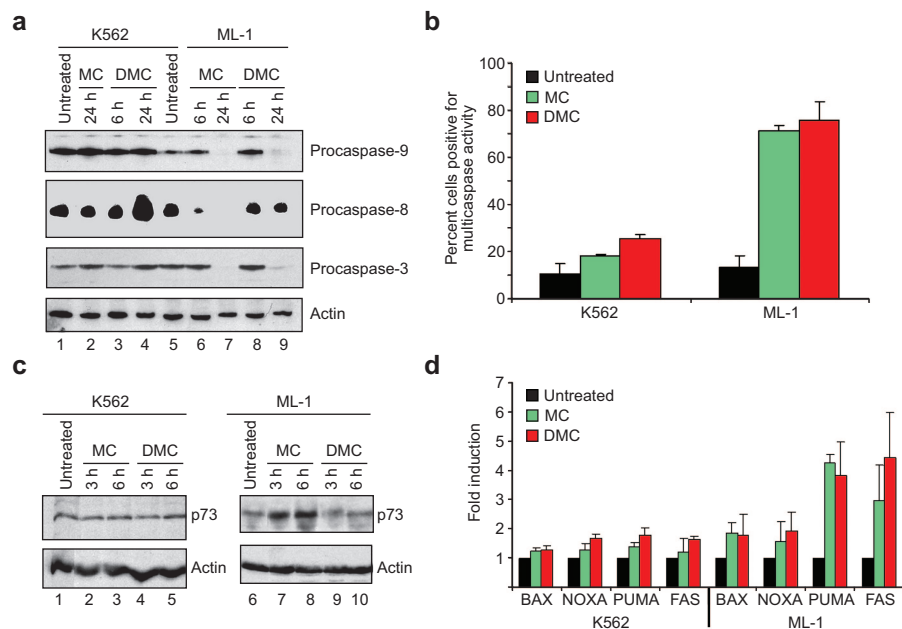 a
K562 ML-1
Untreated MC DMC Untreated MC DMC
24 h 6 h 24 h 6 h 24 h 6 h 24 h
Procaspase-9
Procaspase-8
Procaspase-3
Actin
1 2 3 4 5 6 7 8 9
b
Percent cells positive for
multicaspase activity
100
80
60
40
20
0
Untreated
MC
DMC
K562 ML-1
c
K562 ML-1
Untreated MC DMC Untreated MC DMC
3 h 6 h 3 h 6 h 3 h 6 h 3 h 6 h
p73 p73
Actin Actin
1 2 3 4 5 6 7 8 9 10
d
Fold induction
7
6
5
4
3
2
1
Untreated
MC
DMC
BAX NOXA PUMA FAS BAX NOXA PUMA FAS
K562 ML-1